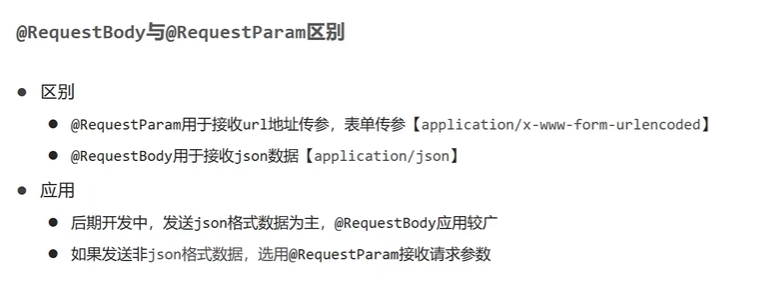 @RequestBody与@RequestParam区别
● 区别
● @RequestParam用于接收url地址传参，表单传参【application/x-www-form-urlencoded】
● @RequestBody用于接收json数据【application/json】
● 应用
● 后期开发中，发送json格式数据为主，@RequestBody应用较广
● 如果发送非json格式数据，选用@RequestParam接收请求参数